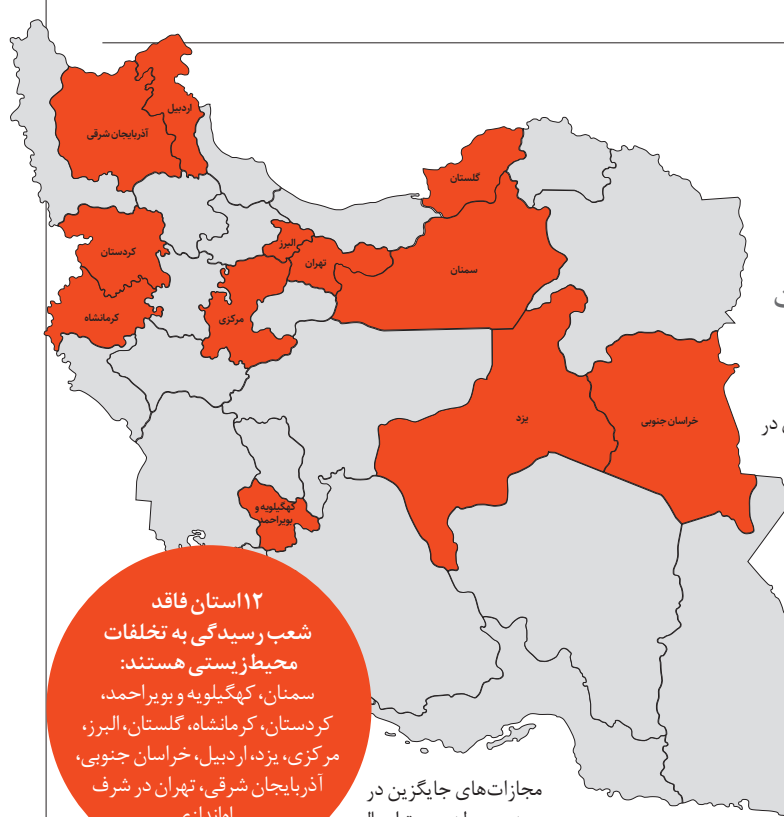 اردبیل
آذربایجان شرقی
گلستان
کردستان
البرز
تهران
سمنان
کرمانشاه
مرکزی
یزد
خراسان جنوبی
کهگیلویه و
بویراحمد
در
۱۲استان فاقد
شعب رسیدگی به تخلفات
محیط‌زیستی هستند:
سمنان، کهگیلویه و بویراحمد،
کردستان، کرمانشاه، گلستان، البرز،
مرکزی، یزد، اردبیل، خراسان جنوبی،
آذربایجان شرقی، تهران در شرف
مجازات‌های جایگزین در